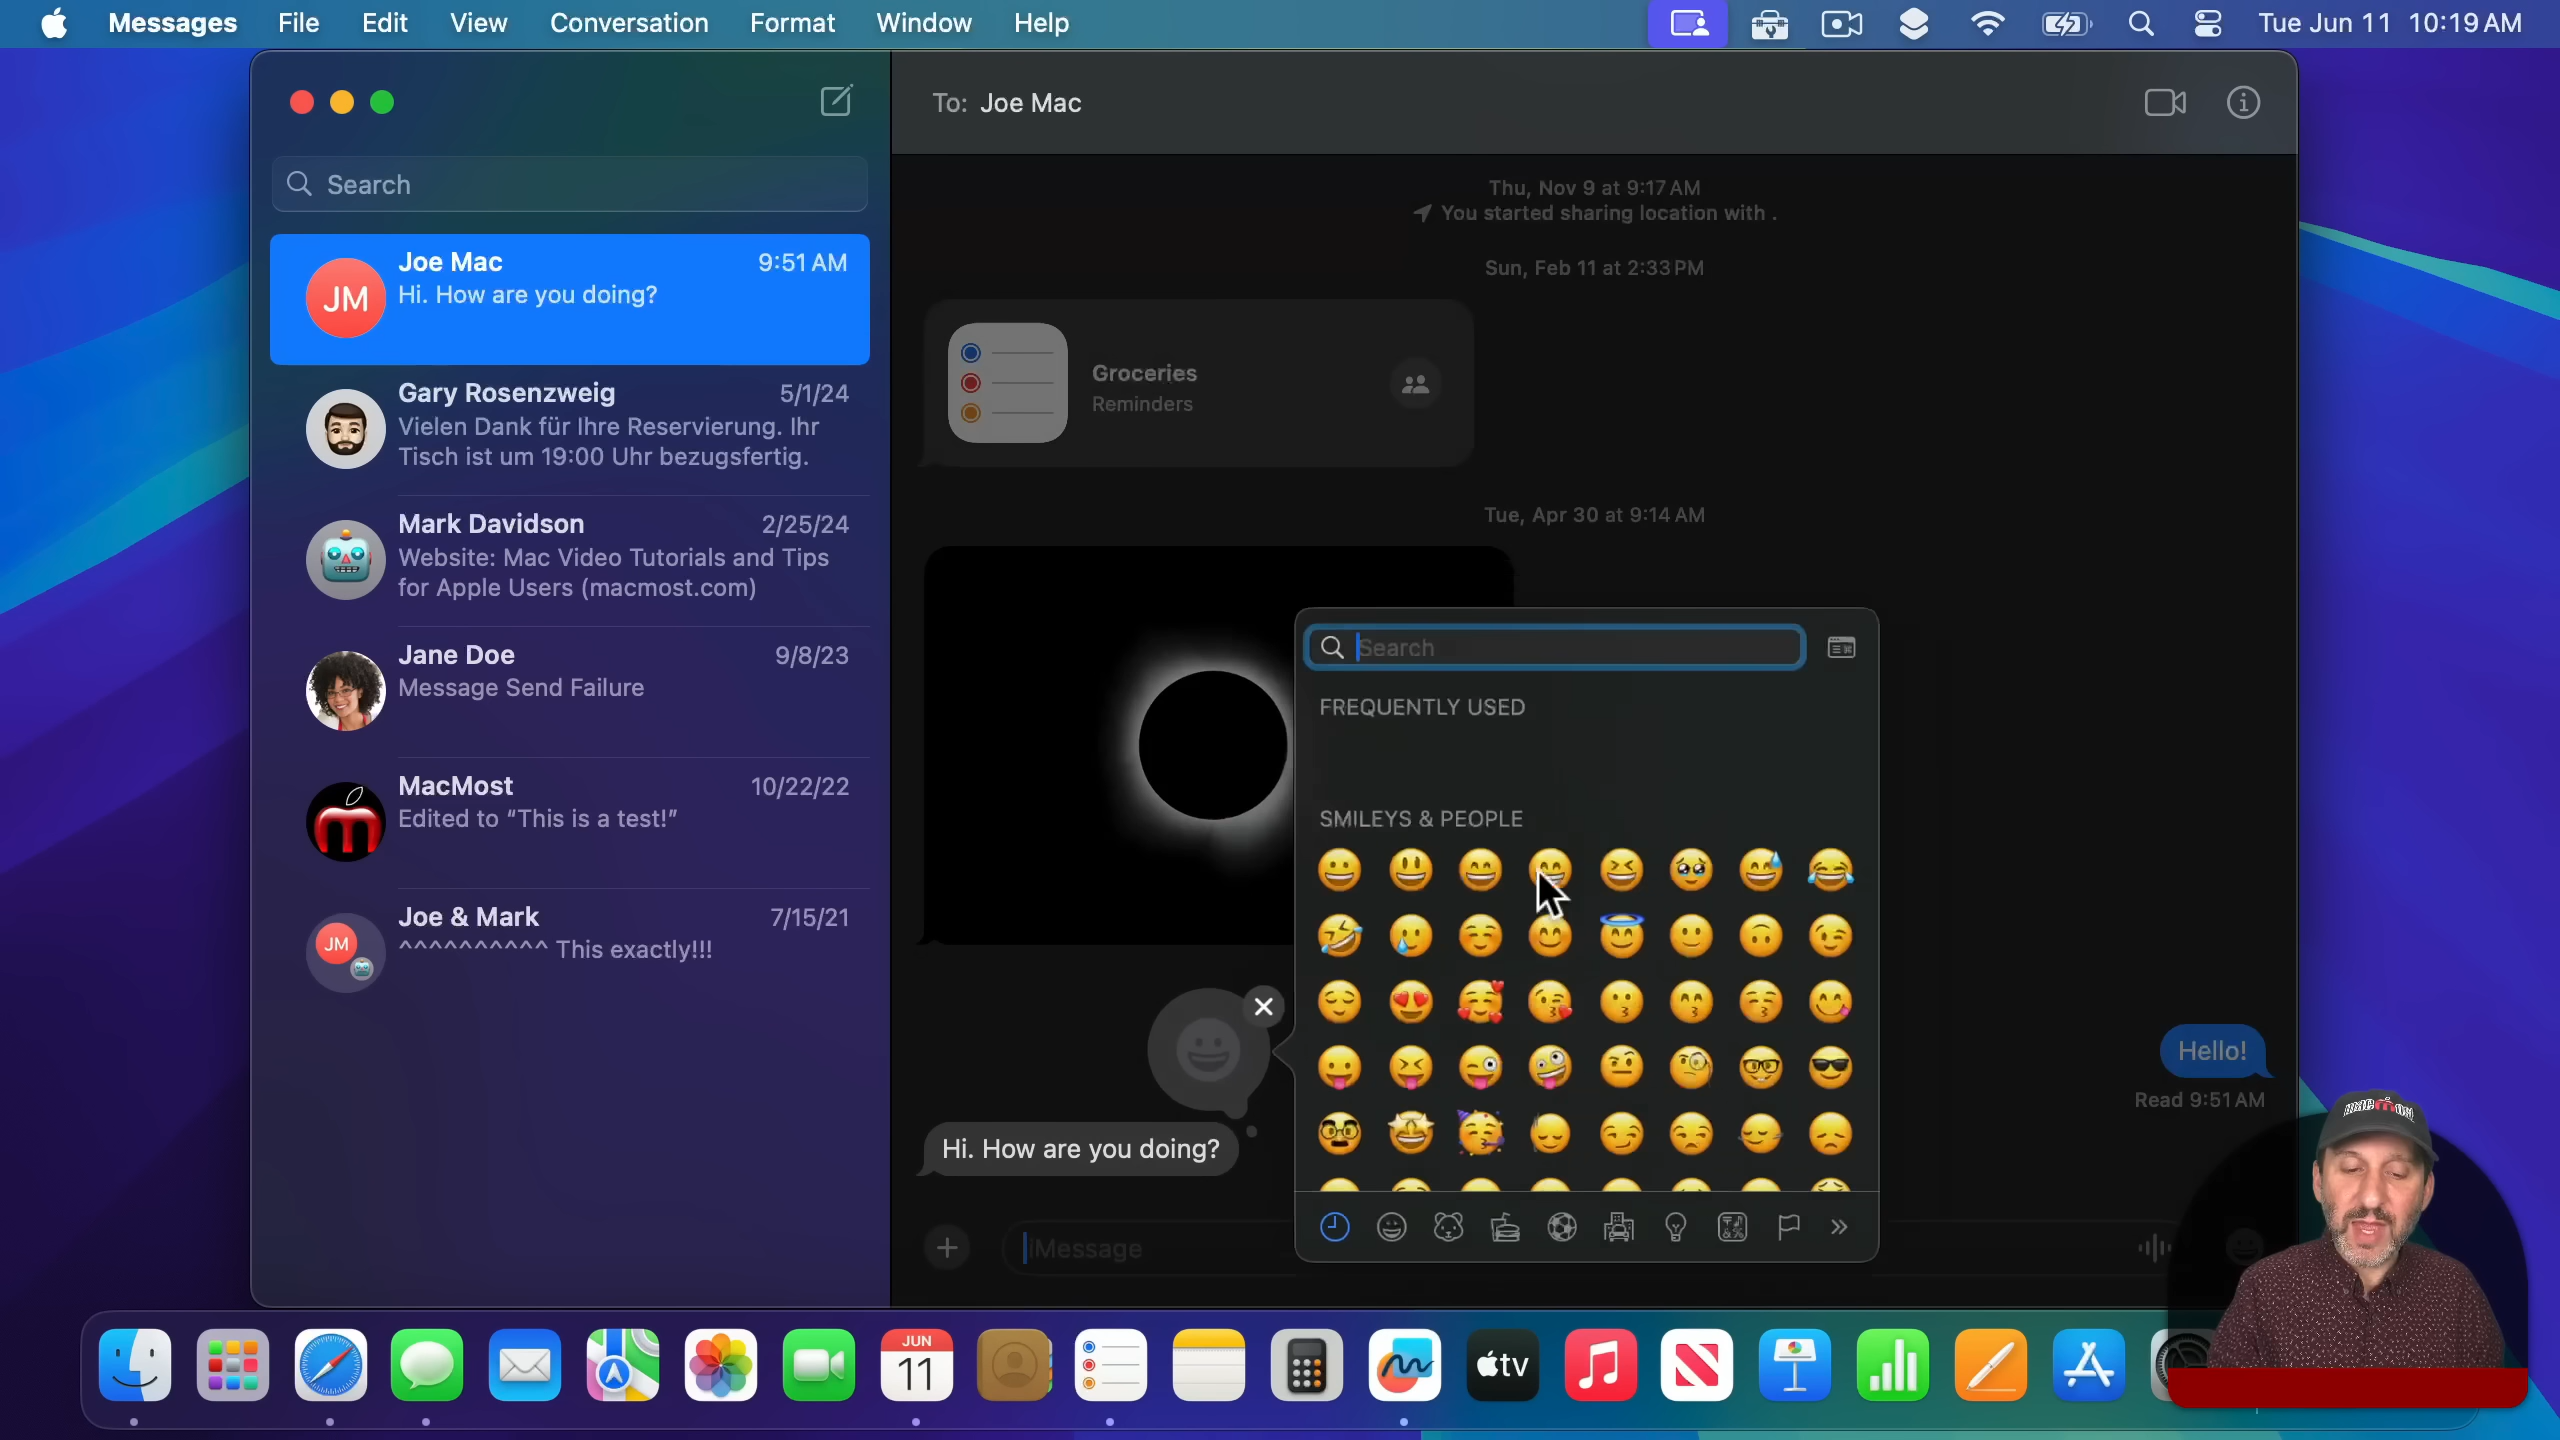 Messages File Edit View Conversation Format Window Help Tue Jun 11 10:19 AM
To: Joe Mac
Search
Joe Mac 9:51 AM
Hi. How are you doing?
Gary Rosenzweig 5/1/24
Vielen Dank für Ihre Reservierung. Ihr
Tisch ist um 19:00 Uhr bezugsfertig.
Mark Davidson 2/25/24
Website: Mac Video Tutorials and Tips
for Apple Users (macmost.com)
Jane Doe 9/8/23
Message Send Failure
MacMost 10/22/22
Edited to “This is a test!”
Joe & Mark 7/15/21
^^^^^^^^^^ This exactly!!!
JM
JM
Thu, Nov 9 at 9:17 AM
You started sharing location with .
Sun, Feb 11 at 2:33 PM
Groceries
Reminders
Tue, Apr 30 at 9:14 AM
Search
FREQUENTLY USED
SMILEYS & PEOPLE
Hello!
Read 9:51 AM
Hi. How are you doing?
iMessage
JUN
11
tv